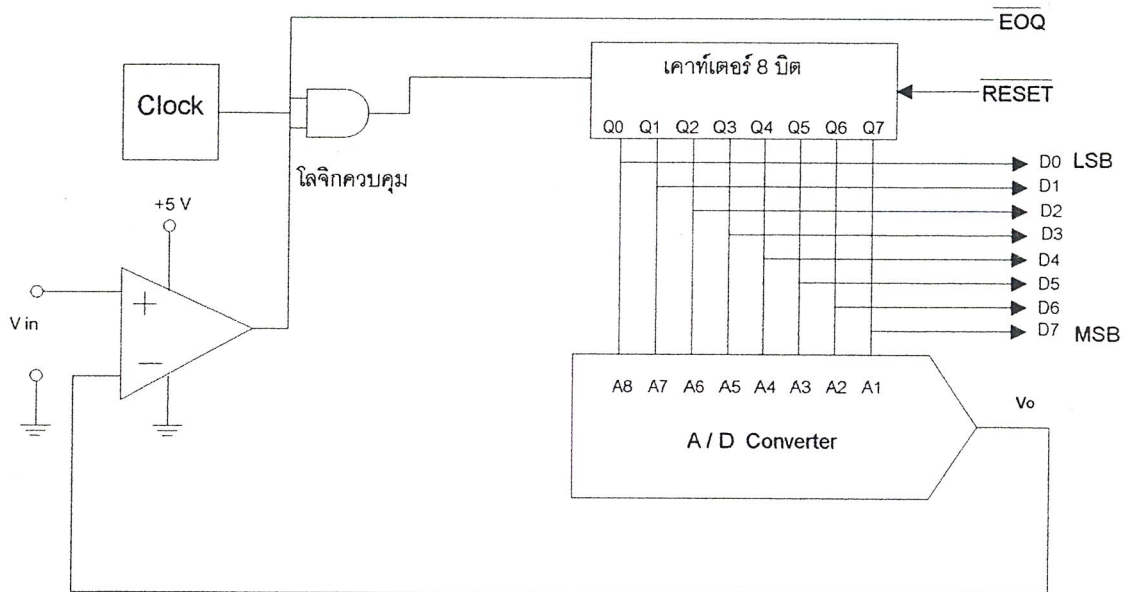 EOQ
เคาท์เตอร์ 8 บิต
Clock
RESET
Q0 Q1 Q2 Q3 Q4 Q5 Q6 Q7
โลจิกควบคุม
D0 LSB
D1
D2
D3
D4
D5
D6
D7 MSB
+5 V
+
V in
−
A8 A7 A6 A5 A4 A3 A2 A1
Vo
A / D Converter